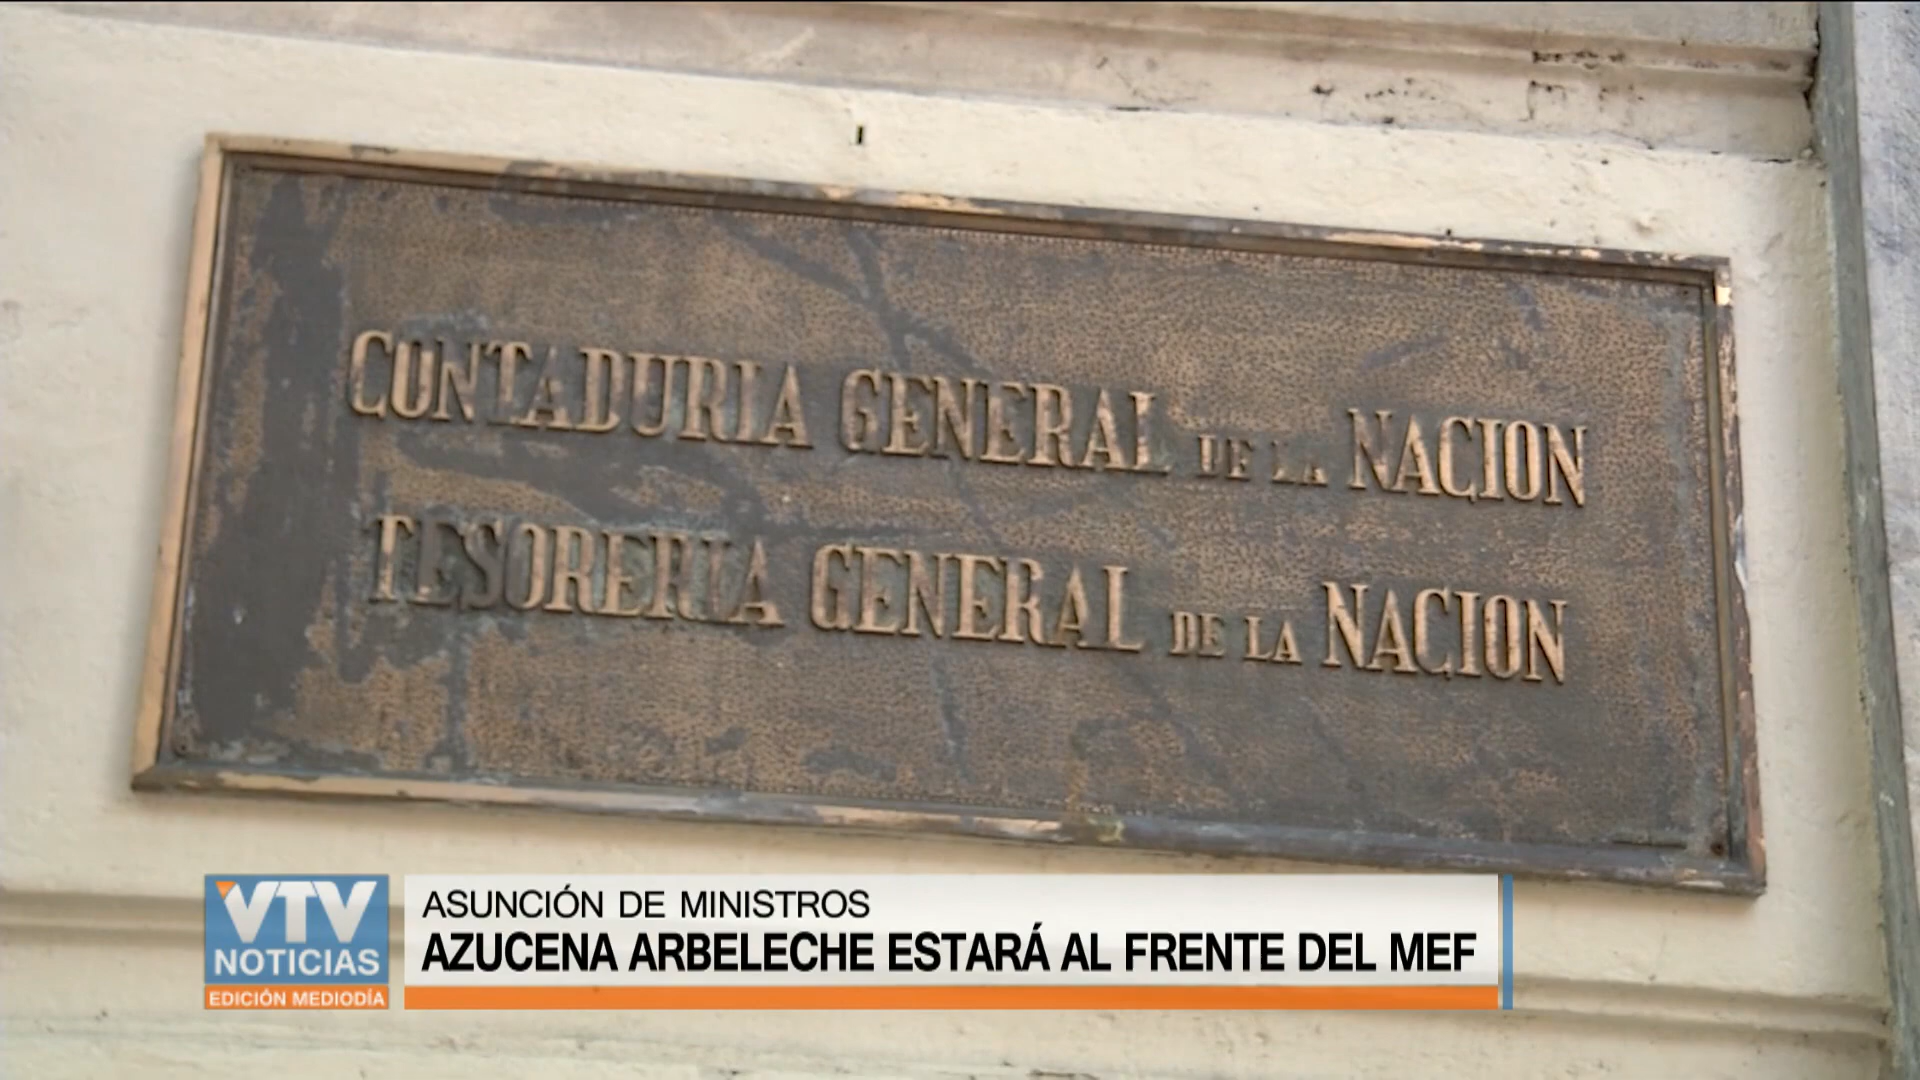 CONTADURIA GENERAL DE LA NACION
TESORERIA GENERAL DE LA NACION
VTV
NOTICIAS
EDICIÓN MEDIODÍA
ASUNCIÓN DE MINISTROS
AZUCENA ARBELECHE ESTARÁ AL FRENTE DEL MEF